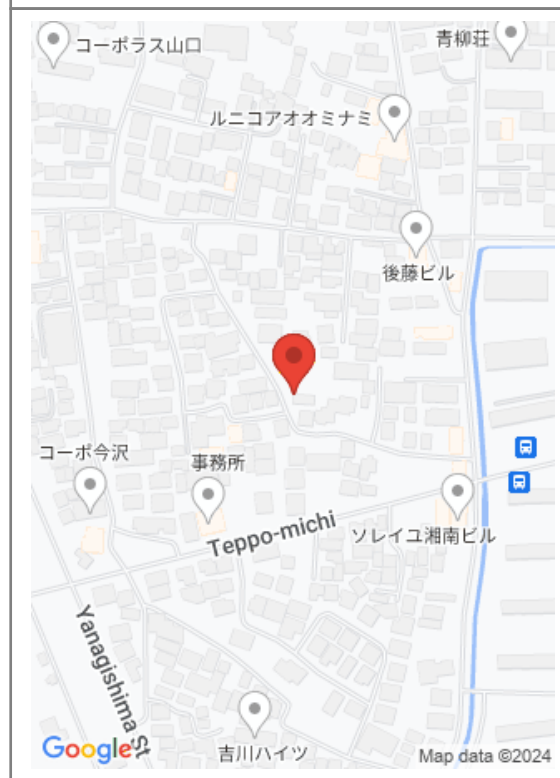 コーポラス山口
青柳荘
ルニコアオオミナミ
後藤ビル
コーポ今沢
事務所
Teppo-michi
ソレイユ湘南ビル
Yanagishima St
吉川ハイツ
Google
Map data ©2024